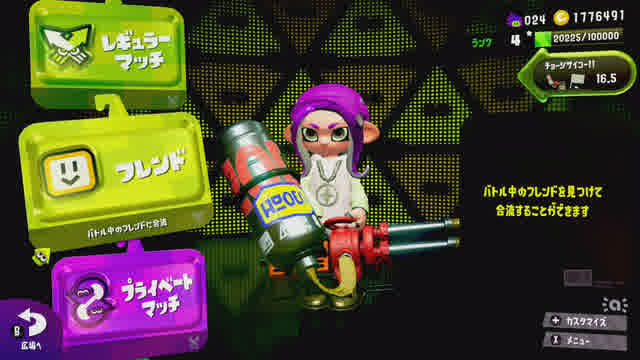 レギュラー
マッチ
フレンド
バトル中のフレンドに合流
プライベート
マッチ
B
広場へ
024
1776491
ランク
4
20225/100000
チョーシサイコー!!
16.5
バトル中のフレンドを見つけて
合流することができます
+ カスタマイズ
X メニュー